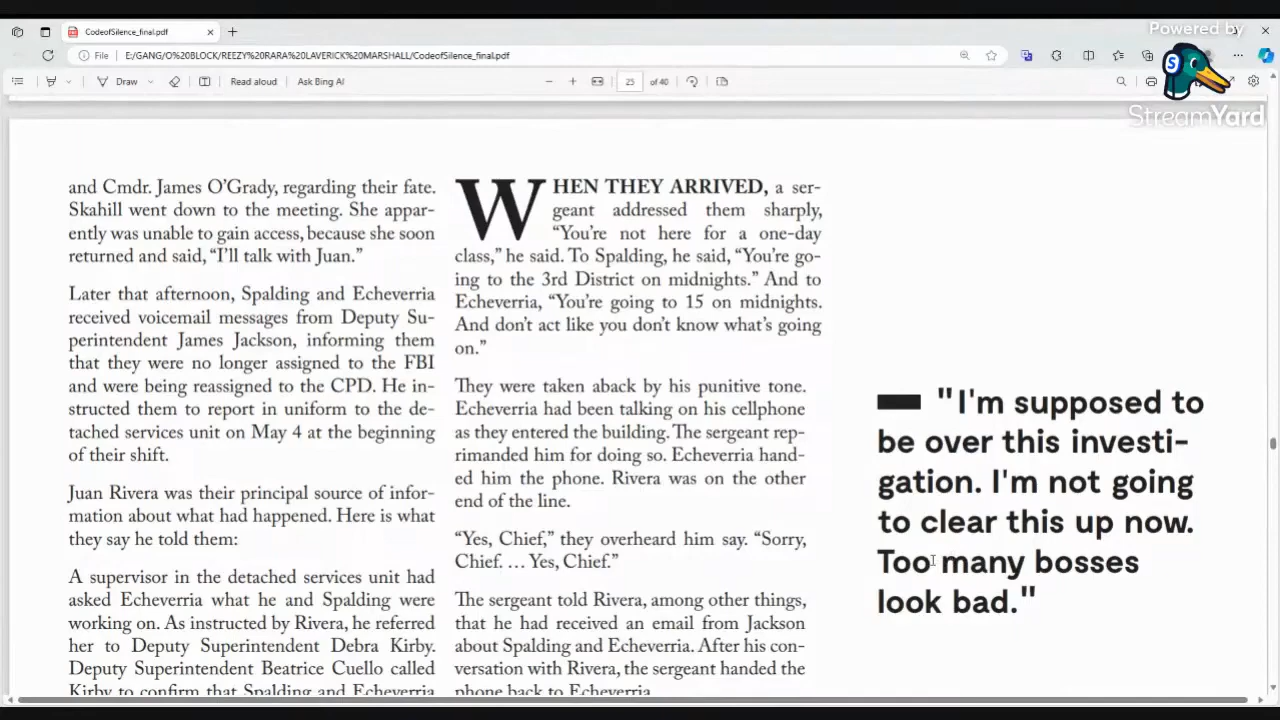 Powered by
CodeofSilence_final.pdf
File
E:/GANG/O%20BLOCK/REEZY%20RARA%20LAVERICK%20MARSHALL/CodeofSilence_final.pdf
Draw
Read aloud
Ask Bing AI
25
of 40
StreamYard
and Cmdr. James O’Grady, regarding their fate.
Skahill went down to the meeting. She appar-
ently was unable to gain access, because she soon
returned and said, “I’ll talk with Juan.”
Later that afternoon, Spalding and Echeverria
received voicemail messages from Deputy Su-
perintendent James Jackson, informing them
that they were no longer assigned to the FBI
and were being reassigned to the CPD. He in-
structed them to report in uniform to the de-
tached services unit on May 4 at the beginning
of their shift.
Juan Rivera was their principal source of infor-
mation about what had happened. Here is what
they say he told them:
A supervisor in the detached services unit had
asked Echeverria what he and Spalding were
working on. As instructed by Rivera, he referred
her to Deputy Superintendent Debra Kirby.
Deputy Superintendent Beatrice Cuello called
Kirby to confirm that Spalding and Echeverria
WHEN THEY ARRIVED, a ser-
geant addressed them sharply,
“You’re not here for a one-day
class,” he said. To Spalding, he said, “You’re go-
ing to the 3rd District on midnights.” And to
Echeverria, “You’re going to 15 on midnights.
And don’t act like you don’t know what’s going
on.”
They were taken aback by his punitive tone.
Echeverria had been talking on his cellphone
as they entered the building. The sergeant rep-
rimanded him for doing so. Echeverria hand-
ed him the phone. Rivera was on the other
end of the line.
“Yes, Chief,” they overheard him say. “Sorry,
Chief. … Yes, Chief.”
The sergeant told Rivera, among other things,
that he had received an email from Jackson
about Spalding and Echeverria. After his con-
versation with Rivera, the sergeant handed the
phone back to Echeverria.
"I'm supposed to
be over this investi-
gation. I'm not going
to clear this up now.
Too many bosses
look bad."